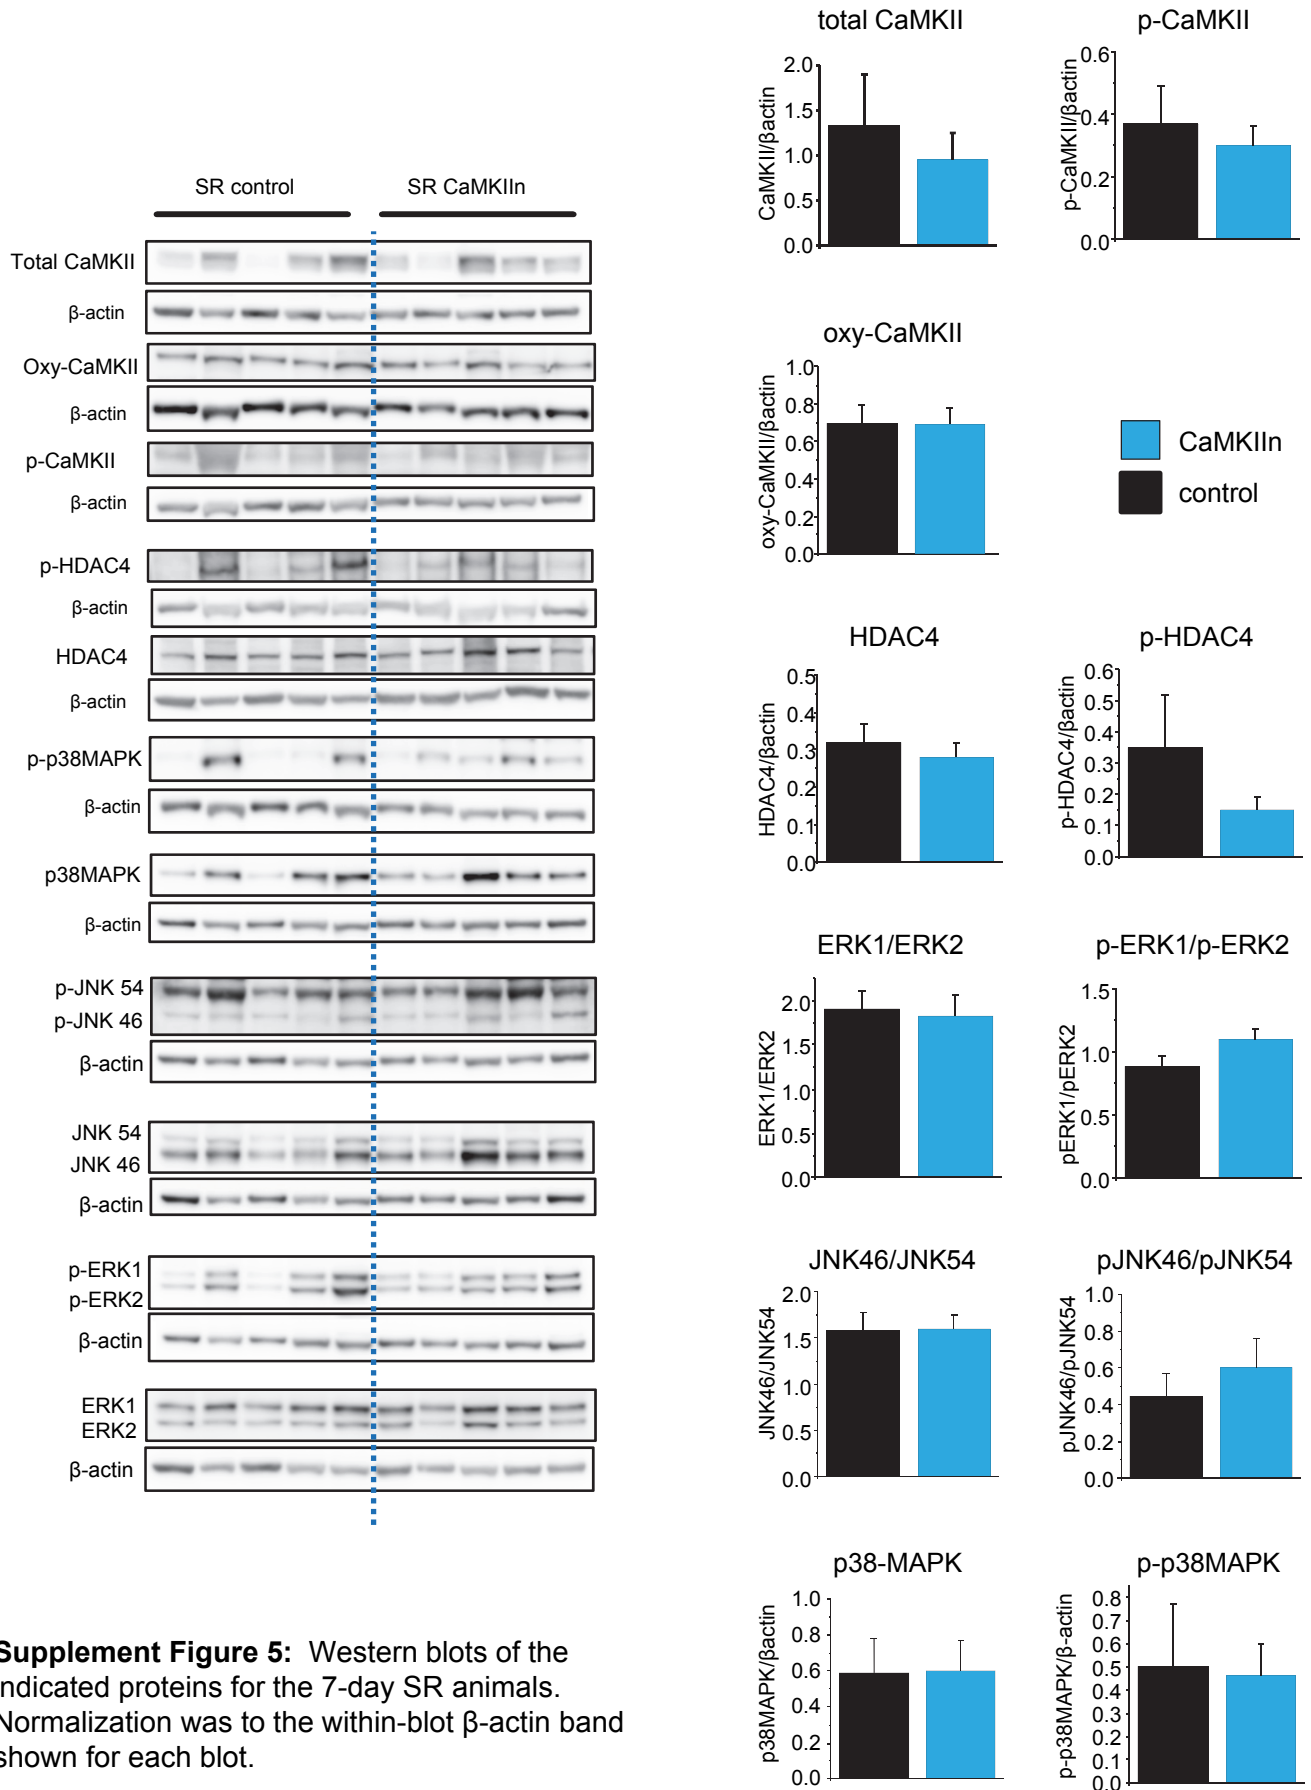 SR control
SR CaMKIIn
Total CaMKII
β-actin
Oxy-CaMKII
β-actin
p-CaMKII
β-actin
p-HDAC4
β-actin
HDAC4
β-actin
p-p38MAPK
β-actin
p38MAPK
β-actin
p-JNK 54
p-JNK 46
β-actin
JNK 54
JNK 46
β-actin
p-ERK1
p-ERK2
β-actin
ERK1
ERK2
β-actin
total CaMKII
CaMKII/βactin
2.0
1.5
1.0
0.5
0.0
p-CaMKII
p-CaMKII/βactin
0.6
0.4
0.2
0.0
oxy-CaMKII
oxy-CaMKII/βactin
1.0
0.8
0.6
0.4
0.2
0.0
CaMKIIn
control
HDAC4
HDAC4/βactin
0.5
0.4
0.3
0.2
0.1
0.0
p-HDAC4
p-HDAC4/βactin
0.6
0.5
0.4
0.3
0.2
0.1
0.0
ERK1/ERK2
ERK1/ERK2
2.0
1.5
1.0
0.5
0.0
p-ERK1/p-ERK2
pERK1/pERK2
1.5
1.0
0.5
0.0
JNK46/JNK54
JNK46/JNK54
2.0
1.5
1.0
0.5
0.0
pJNK46/pJNK54
pJNK46/pJNK54
1.0
0.8
0.6
0.4
0.2
0.0
p38-MAPK
p38MAPK/βactin
1.0
0.8
0.6
0.4
0.2
0.0
p-p38MAPK
p-p38MAPK/β-actin
0.8
0.7
0.6
0.5
0.4
0.3
0.2
0.1
0.0
Supplement Figure 5: Western blots of the
indicated proteins for the 7-day SR animals.
Normalization was to the within-blot β-actin band
shown for each blot.